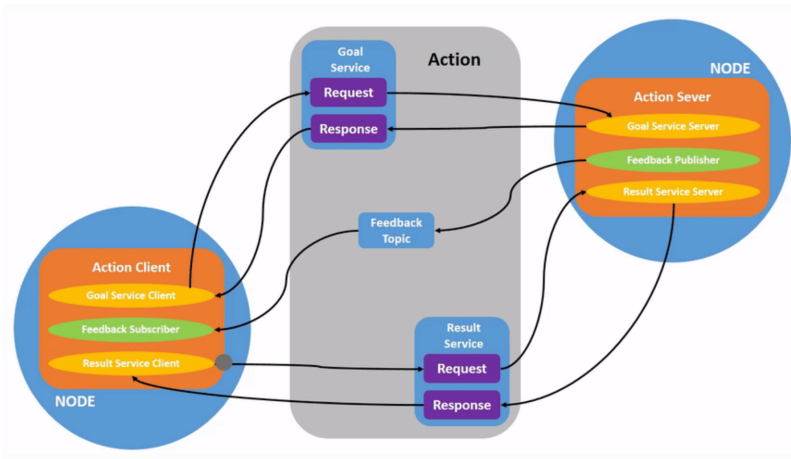 Goal
Service
Request
Response
Action
NODE
Action Sever
Goal Service Server
Feedback Publisher
Result Service Server
Feedback
Topic
Action Client
Goal Service Client
Feedback Subscriber
Result Service Client
NODE
Result
Service
Request
Response